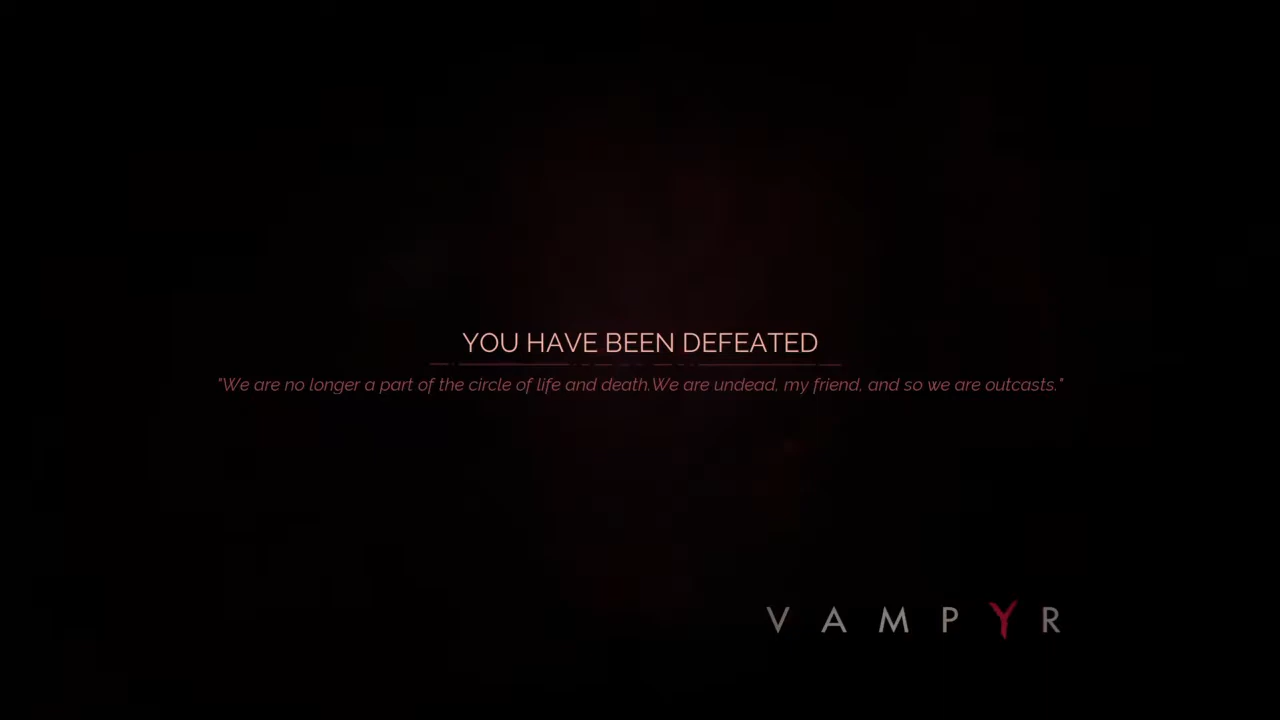 YOU HAVE BEEN DEFEATED
"We are no longer a part of the circle of life and death.We are undead, my friend, and so we are outcasts."
VAMPYR